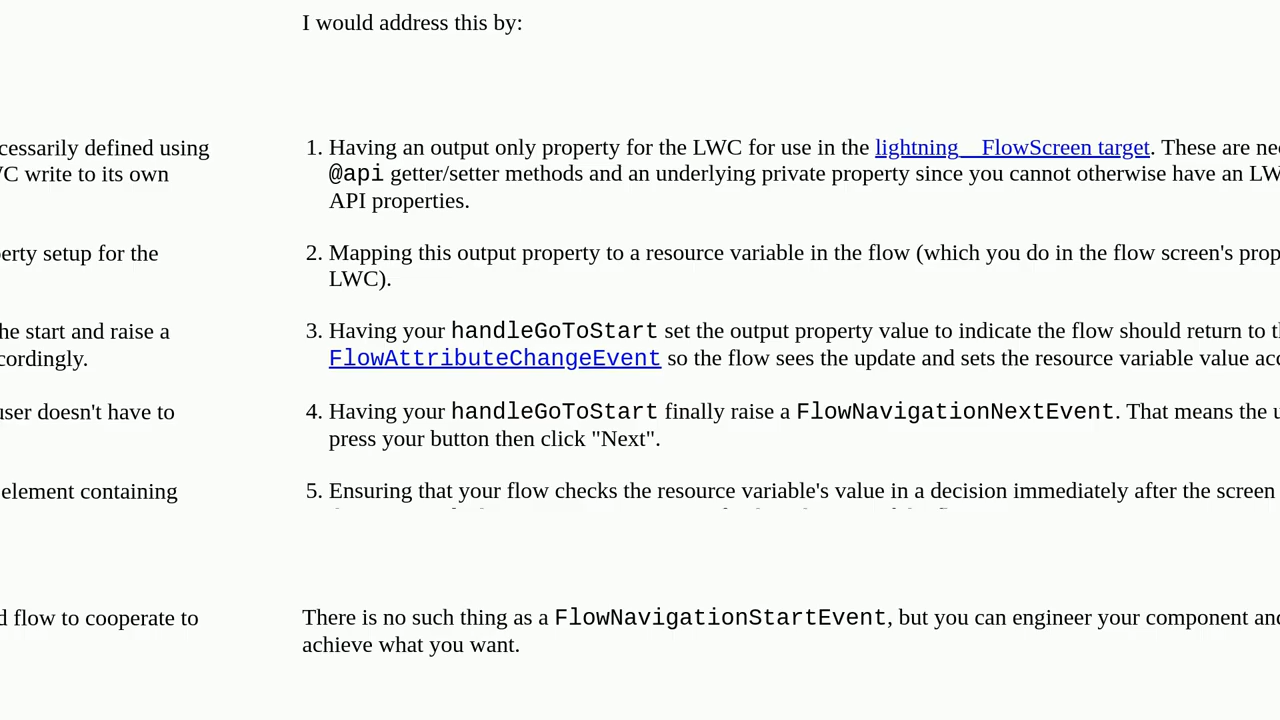 cessarily defined using
VC write to its own
perty setup for the
he start and raise a
cordingly.
user doesn't have to
element containing
d flow to cooperate to
I would address this by:
1. Having an output only property for the LWC for use in the lightning__FlowScreen target. These are nec
@api getter/setter methods and an underlying private property since you cannot otherwise have an LW
API properties.
2. Mapping this output property to a resource variable in the flow (which you do in the flow screen's prop
LWC).
3. Having your handleGoToStart set the output property value to indicate the flow should return to t
FlowAttributeChangeEvent so the flow sees the update and sets the resource variable value acc
4. Having your handleGoToStart finally raise a FlowNavigationNextEvent. That means the u
press your button then click "Next".
5. Ensuring that your flow checks the resource variable's value in a decision immediately after the screen
There is no such thing as a FlowNavigationStartEvent, but you can engineer your component and
achieve what you want.